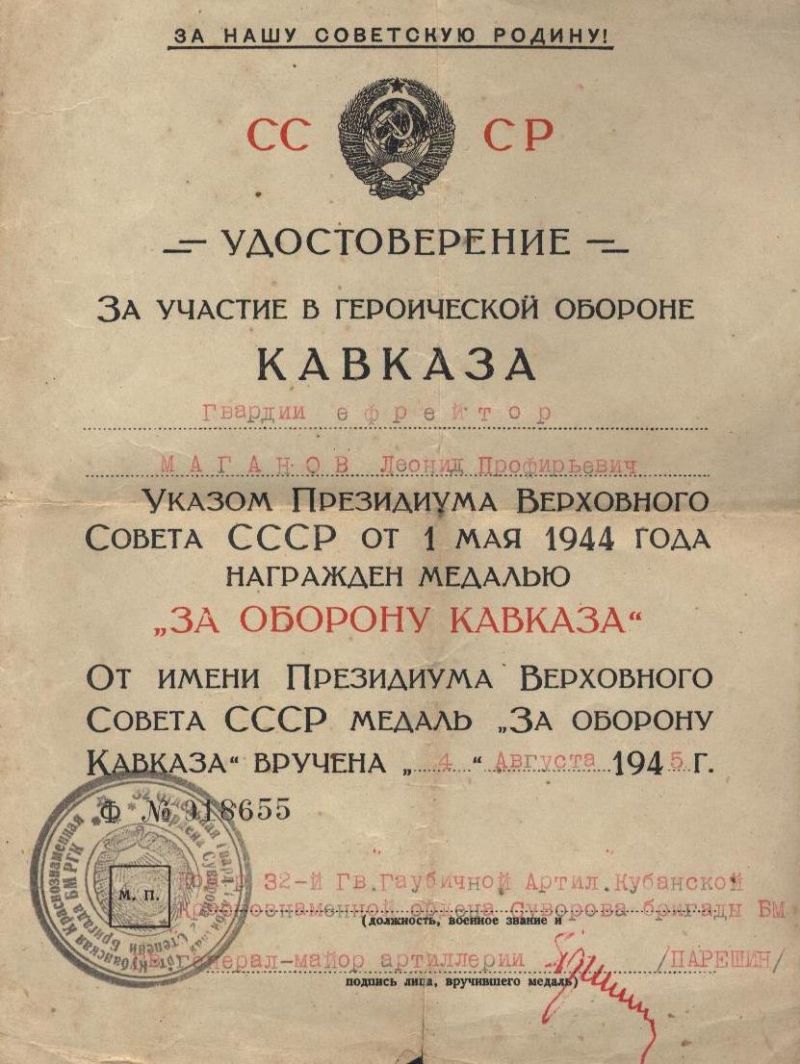 ЗА НАШУ СОВЕТСКУЮ РОДИНУ!
СС СР
УДОСТОВЕРЕНИЕ
ЗА УЧАСТИЕ В ГЕРОИЧЕСКОЙ ОБОРОНЕ
КАВКАЗА
Гвардии ефрейтор
МАГАНОВ Леонид Профирьевич
УКАЗОМ ПРЕЗИДИУМА ВЕРХОВНОГО
СОВЕТА СССР ОТ 1 МАЯ 1944 ГОДА
НАГРАЖДЕН МЕДАЛЬЮ
„ЗА ОБОРОНУ КАВКАЗА“
ОТ ИМЕНИ ПРЕЗИДИУМА ВЕРХОВНОГО
СОВЕТА СССР МЕДАЛЬ „ЗА ОБОРОНУ
КАВКАЗА“ ВРУЧЕНА „4“ Августа 1945 Г.
Ф № 918655
М. П.
32-й Гв.Гаубичной Артил.Кубанской
Краснознаменной ордена Суворова бригады БМ
(должность, военное звание и
генерал-майор артиллерии /ПАРЕШИН/
подпись лица, вручившего медаль)